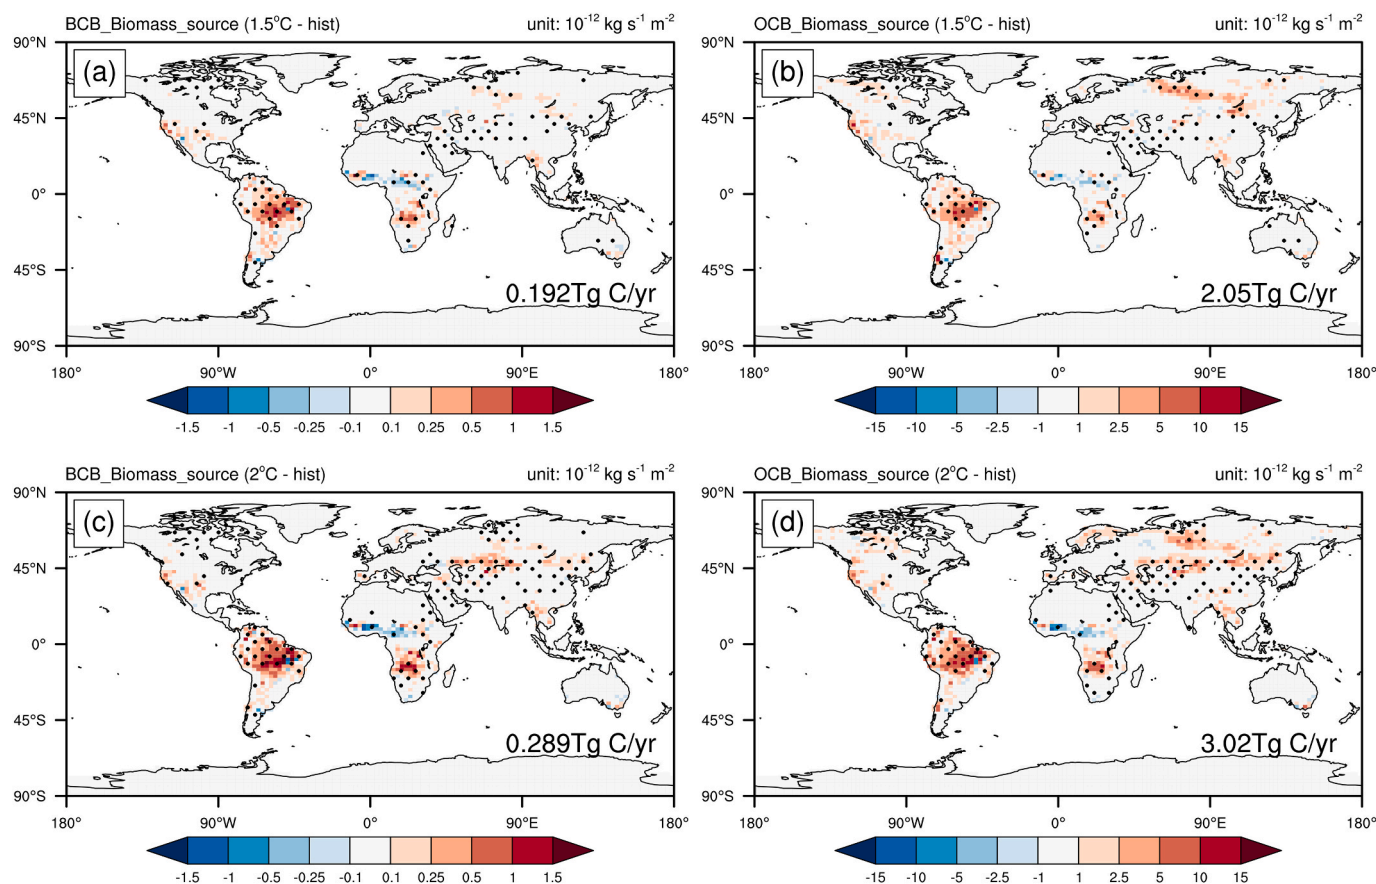 BCB_Biomass_source (1.5°C - hist) unit: 10⁻¹² kg s⁻¹ m⁻²
(a)
90°N
45°N
0°
45°S
90°S
0.192Tg C/yr
180° 90°W 0° 90°E 180°
-1.5 -1 -0.5 -0.25 -0.1 0.1 0.25 0.5 1 1.5
OCB_Biomass_source (1.5°C - hist) unit: 10⁻¹² kg s⁻¹ m⁻²
(b)
90°N
45°N
0°
45°S
90°S
2.05Tg C/yr
180° 90°W 0° 90°E 180°
-15 -10 -5 -2.5 -1 1 2.5 5 10 15
BCB_Biomass_source (2°C - hist) unit: 10⁻¹² kg s⁻¹ m⁻²
(c)
90°N
45°N
0°
45°S
90°S
0.289Tg C/yr
180° 90°W 0° 90°E 180°
-1.5 -1 -0.5 -0.25 -0.1 0.1 0.25 0.5 1 1.5
OCB_Biomass_source (2°C - hist) unit: 10⁻¹² kg s⁻¹ m⁻²
(d)
90°N
45°N
0°
45°S
90°S
3.02Tg C/yr
180° 90°W 0° 90°E 180°
-15 -10 -5 -2.5 -1 1 2.5 5 10 15